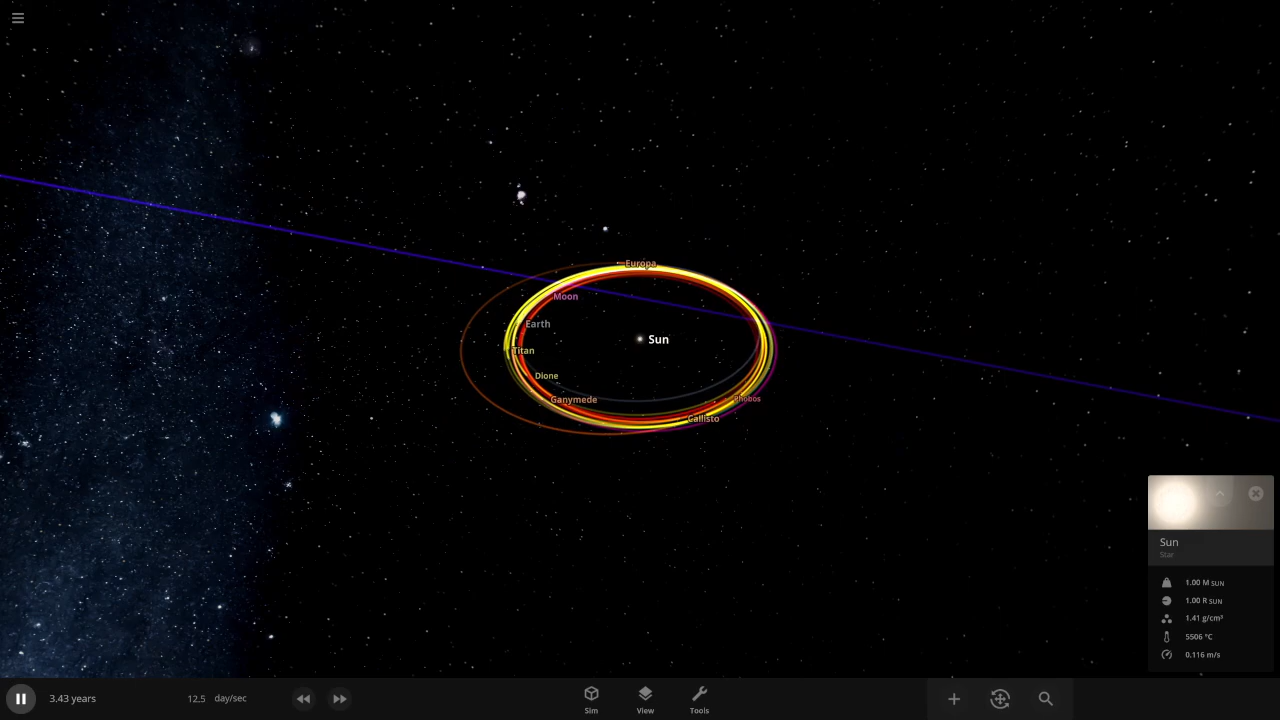 Europa
Moon
Earth
Sun
Titan
Dione
Ganymede
Phobos
Callisto
Sun
Star
1.00 M SUN
1.00 R SUN
1.41 g/cm³
5506 °C
0.116 m/s
3.43 years
12.5 day/sec
Sim
View
Tools